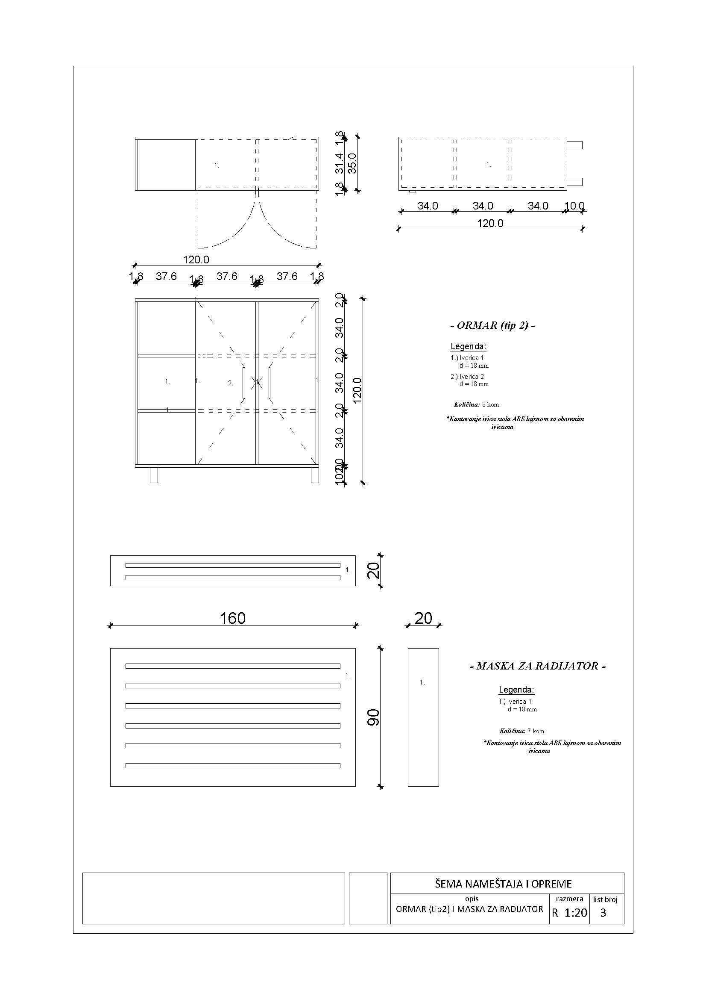 1.8
31.4
1.8
35.0
1.
1.
34.0 34.0 34.0 10.0
120.0
120.0
1.8 37.6 1.8 37.6 1.8 37.6 1.8
1.
2.0
34.0
2.0
34.0
2.0
34.0
2.0
10.0
120.0
1.
1.
2.
1.
1.
1.
- ORMAR (tip 2) -
Legenda:
1.) Iverica 1
d = 18 mm
2.) Iverica 2
d = 18 mm
Količina: 3 kom.
*Kantovanje ivica stola ABS lajsnom sa oborenim
ivicama
1.
20
160
20
1.
1.
90
- MASKA ZA RADIJATOR -
Legenda:
1.) Iverica 1
d = 18 mm
Količina: 7 kom.
*Kantovanje ivica stola ABS lajsnom sa oborenim
ivicama
ŠEMA NAMEŠTAJA I OPREME
opis
ORMAR (tip2) I MASKA ZA RADIJATOR
razmera
R 1:20
list broj
3